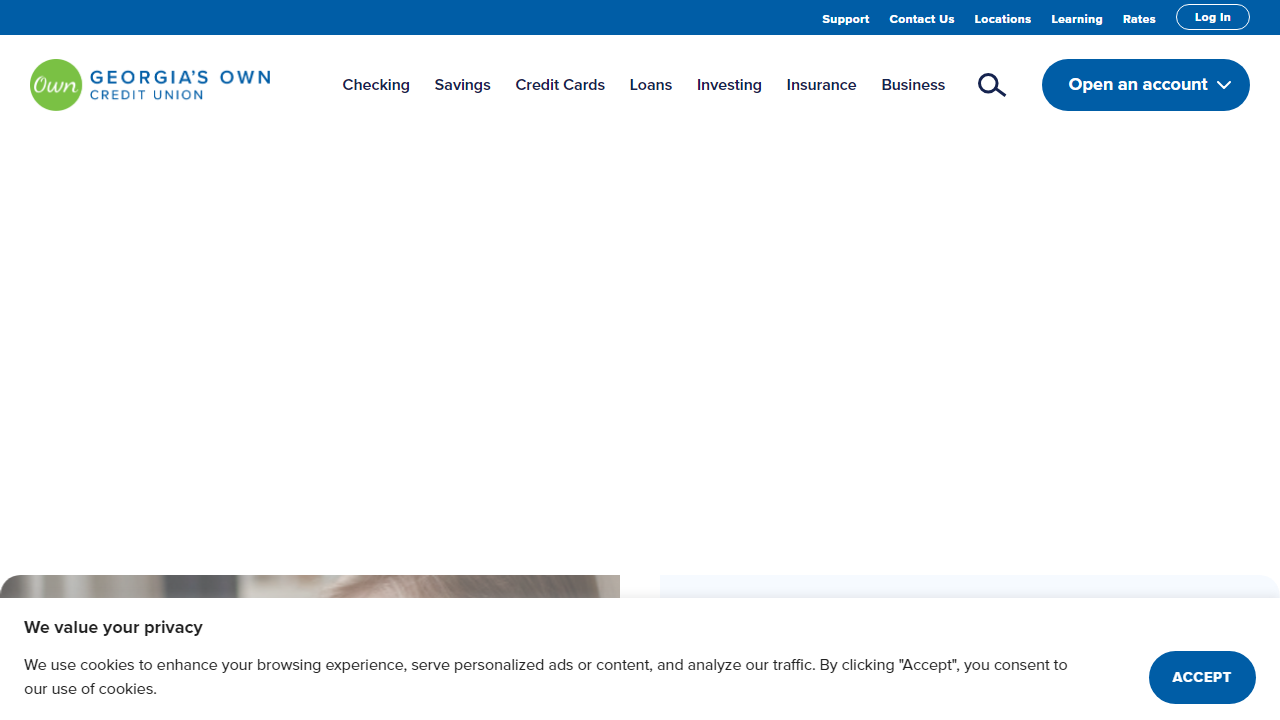 Support Contact Us Locations Learning Rates Log In
Own GEORGIA'S OWN
CREDIT UNION
Checking Savings Credit Cards Loans Investing Insurance Business Open an account
We value your privacy
We use cookies to enhance your browsing experience, serve personalized ads or content, and analyze our traffic. By clicking "Accept", you consent to
our use of cookies.
ACCEPT